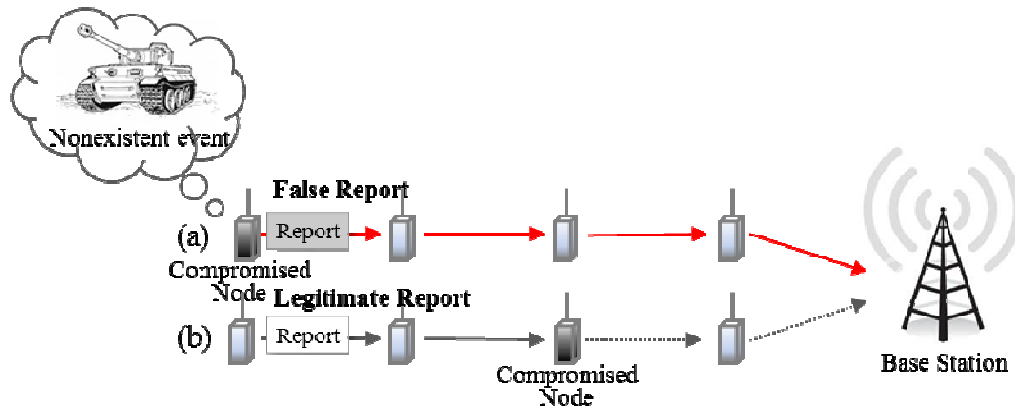 Nonexistent event
False Report
(a)
Report
Compromised
Node
Legitimate Report
(b)
Report
Compromised
Node
Base Station